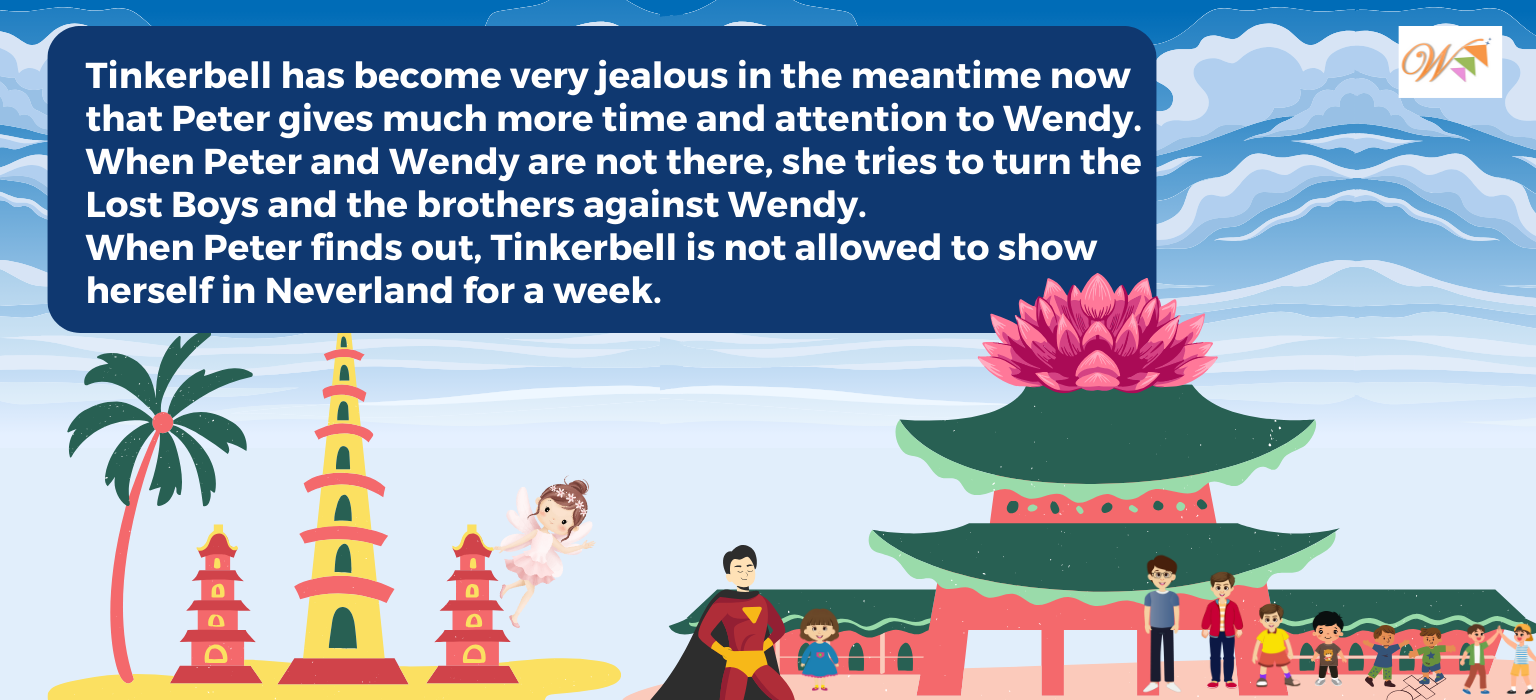 Tinkerbell has become very jealous in the meantime now
that Peter gives much more time and attention to Wendy.
When Peter and Wendy are not there, she tries to turn the
Lost Boys and the brothers against Wendy.
When Peter finds out, Tinkerbell is not allowed to show
herself in Neverland for a week.
W